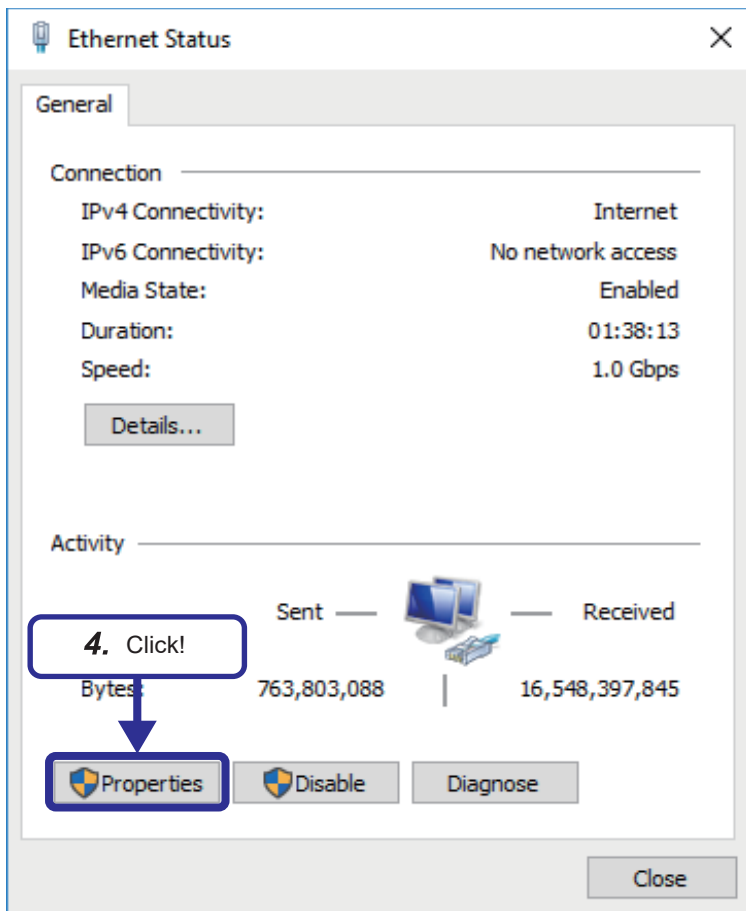 Ethernet Status
General
Connection
IPv4 Connectivity: Internet
IPv6 Connectivity: No network access
Media State: Enabled
Duration: 01:38:13
Speed: 1.0 Gbps
Details...
Activity
Sent Received
4. Click!
Bytes: 763,803,088 16,548,397,845
Properties Disable Diagnose
Close